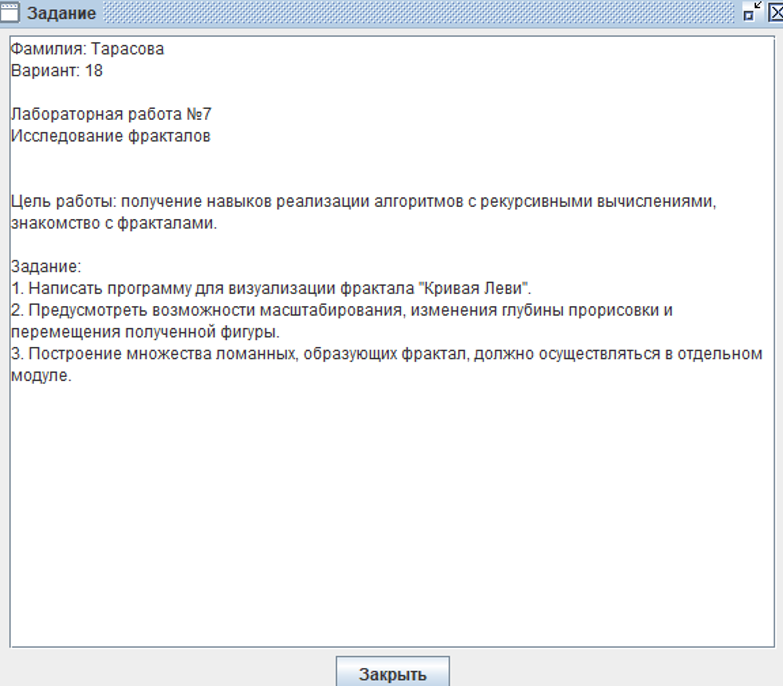 Задание
Фамилия: Тарасова
Вариант: 18
Лабораторная работа №7
Исследование фракталов
Цель работы: получение навыков реализации алгоритмов с рекурсивными вычислениями,
знакомство с фракталами.
Задание:
1. Написать программу для визуализации фрактала "Кривая Леви".
2. Предусмотреть возможности масштабирования, изменения глубины прорисовки и
перемещения полученной фигуры.
3. Построение множества ломанных, образующих фрактал, должно осуществляться в отдельном
модуле.
Закрыть